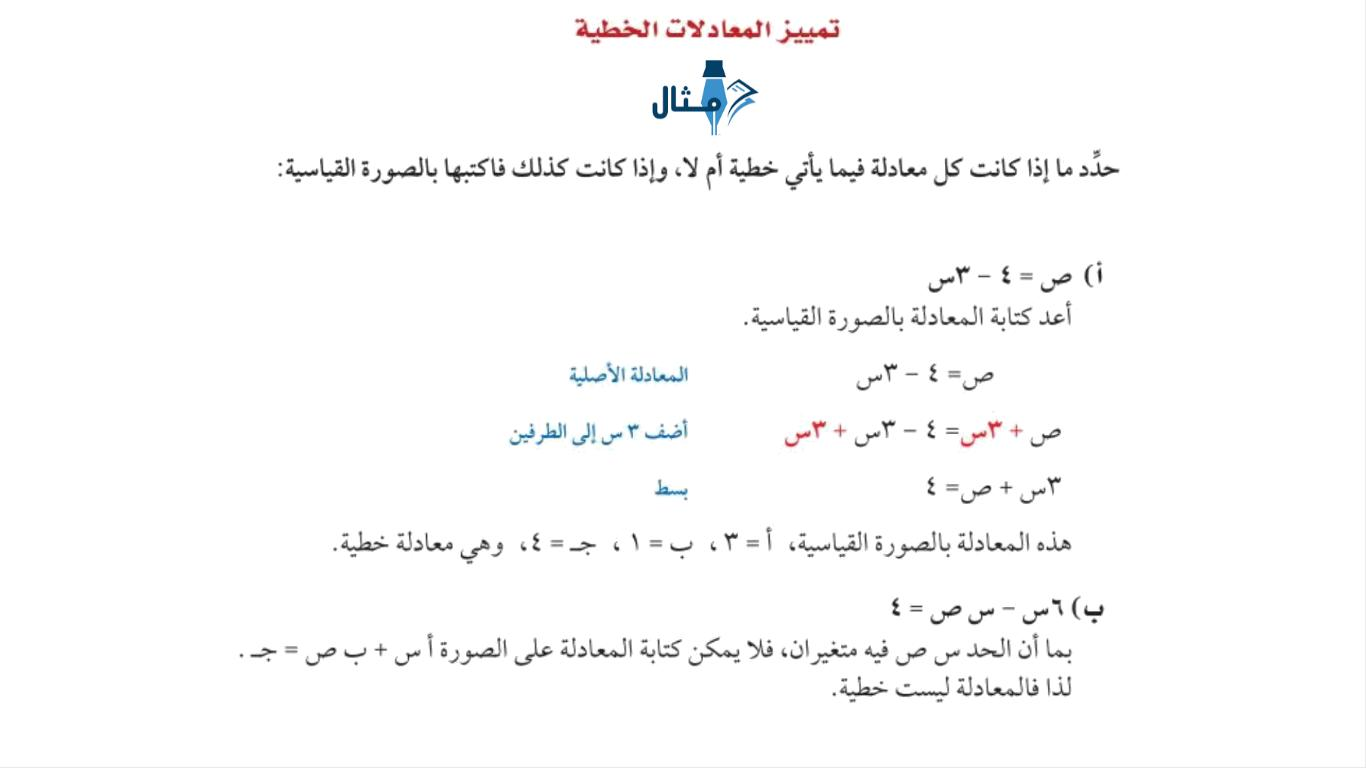 تمييز المعادلات الخطية
مثال
حدِّد ما إذا كانت كل معادلة فيما يأتي خطية أم لا، وإذا كانت كذلك فاكتبها بالصورة القياسية:
أ) ص = ٤ – ٣س
أعد كتابة المعادلة بالصورة القياسية.
ص= ٤ – ٣س المعادلة الأصلية
ص + ٣س= ٤ – ٣س + ٣س أضف ٣ س إلى الطرفين
٣س + ص= ٤ بسط
هذه المعادلة بالصورة القياسية، أ = ٣ ، ب = ١ ، جـ = ٤، وهي معادلة خطية.
ب) ٦س – س ص = ٤
بما أن الحد س ص فيه متغيران، فلا يمكن كتابة المعادلة على الصورة أ س + ب ص = جـ .
لذا فالمعادلة ليست خطية.